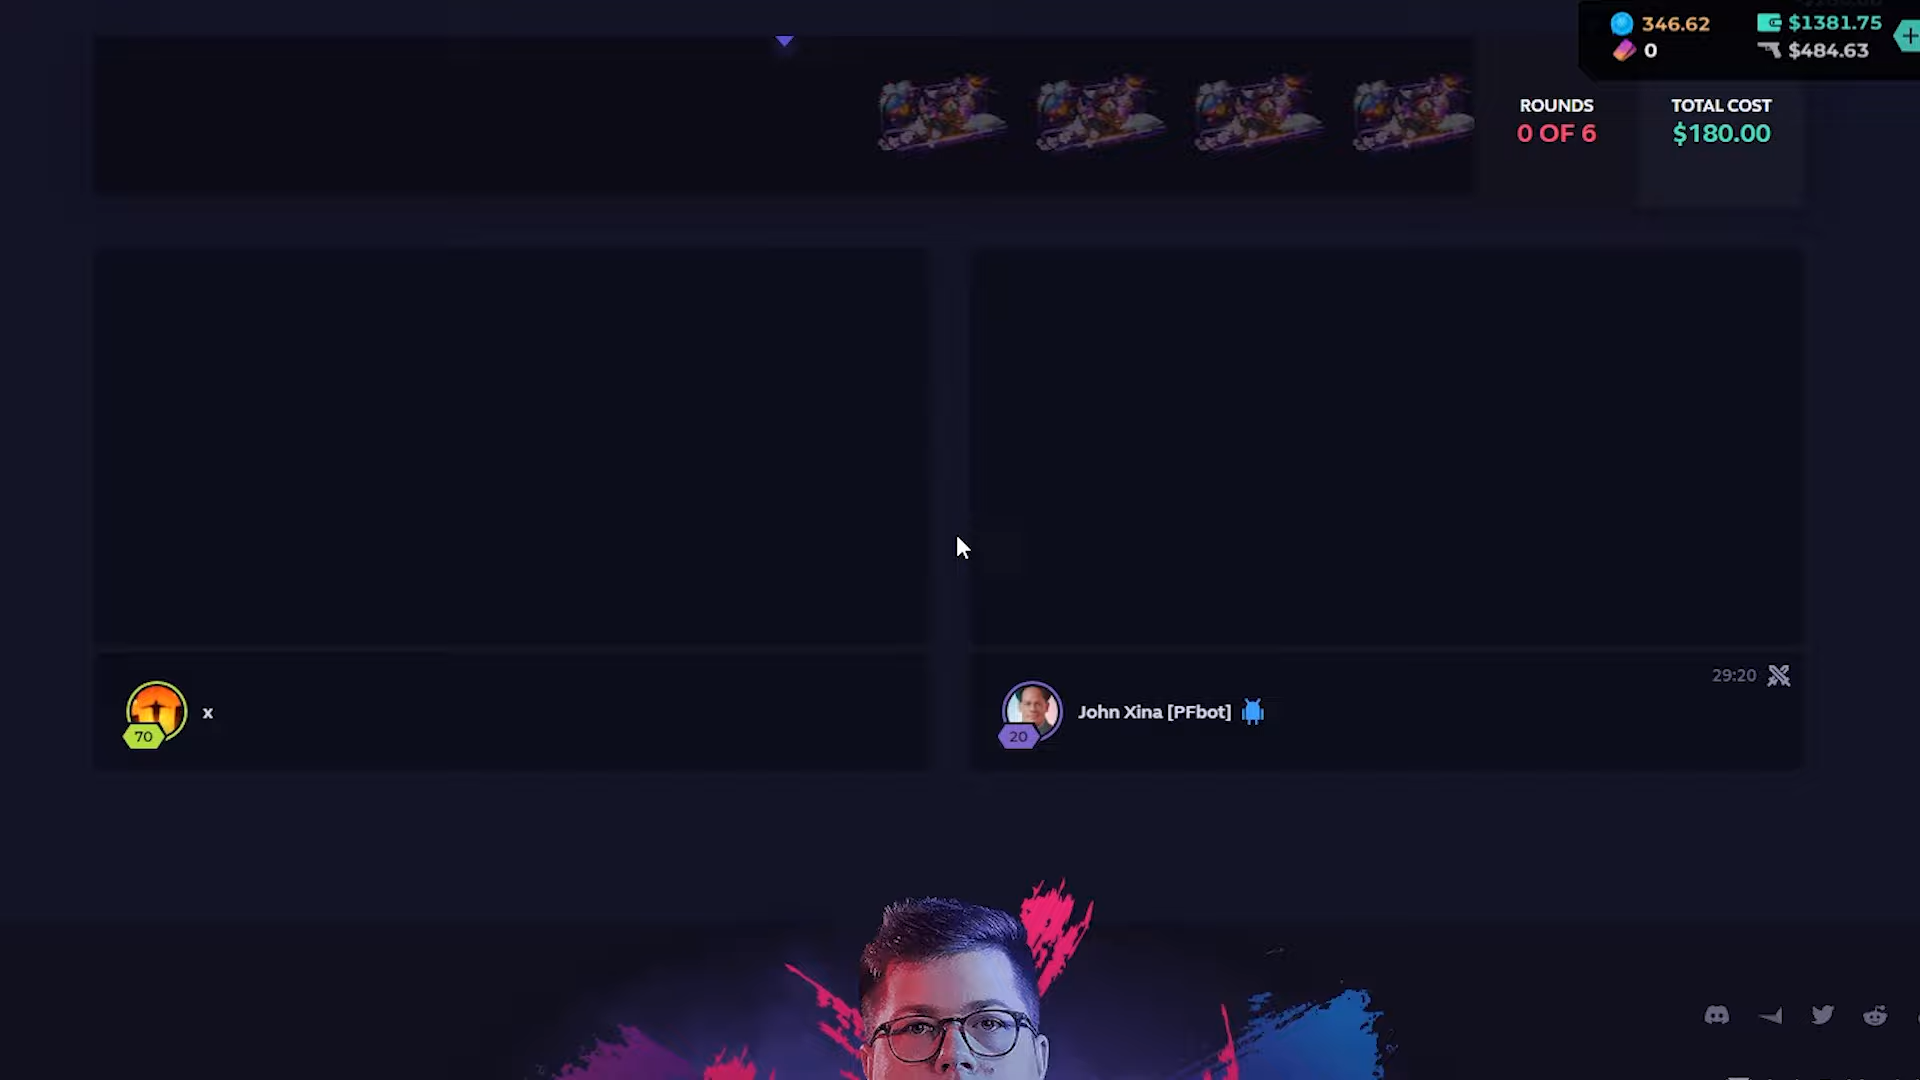 346.62
$1381.75
0
$484.63
ROUNDS
TOTAL COST
0 OF 6
$180.00
29:20
70
x
20
John Xina [PFbot]